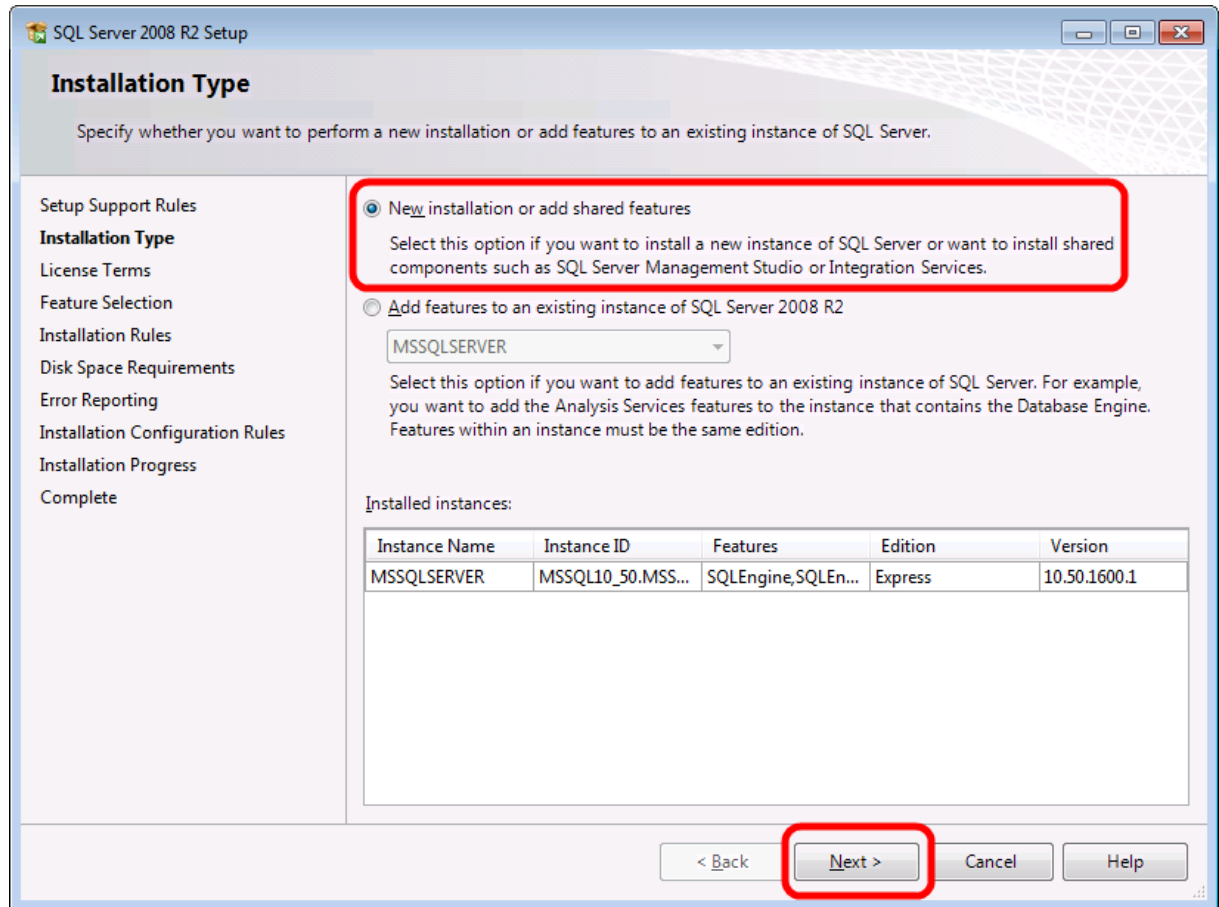 SQL Server 2008 R2 Setup
Installation Type
Specify whether you want to perform a new installation or add features to an existing instance of SQL Server.
Setup Support Rules
Installation Type
License Terms
Feature Selection
Installation Rules
Disk Space Requirements
Error Reporting
Installation Configuration Rules
Installation Progress
Complete
New installation or add shared features
Select this option if you want to install a new instance of SQL Server or want to install shared
components such as SQL Server Management Studio or Integration Services.
Add features to an existing instance of SQL Server 2008 R2
MSSQLSERVER
Select this option if you want to add features to an existing instance of SQL Server. For example,
you want to add the Analysis Services features to the instance that contains the Database Engine.
Features within an instance must be the same edition.
Installed instances:
Instance Name Instance ID Features Edition Version
MSSQLSERVER MSSQL10_50.MSS... SQLEngine,SQLEn... Express 10.50.1600.1
< Back Next > Cancel Help